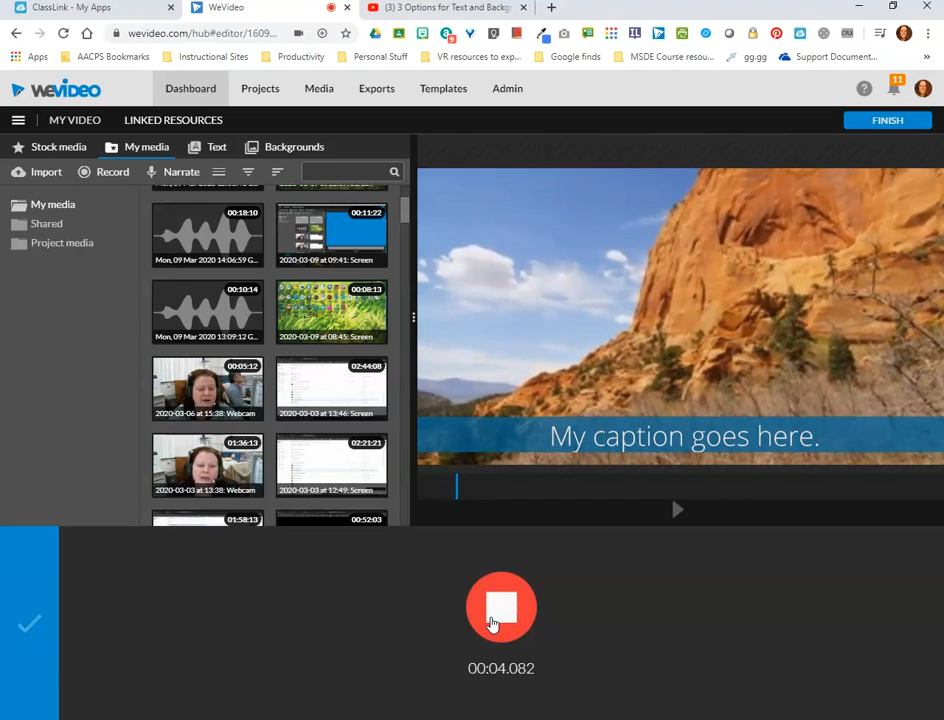 ClassLink - My Apps
WeVideo
(3) 3 Options for Text and Backg
wevideo.com/hub#editor/1609...
Apps
AACPS Bookmarks
Instructional Sites
Productivity
Personal Stuff
VR resources to exp...
Google finds
MSDE Course resou...
gg.gg
Support Document...
WEVIDEO
Dashboard
Projects
Media
Exports
Templates
Admin
11
MY VIDEO
LINKED RESOURCES
FINISH
Stock media
My media
Text
Backgrounds
Import
Record
Narrate
My media
Shared
Project media
00:18:10
Mon, 09 Mar 2020 14:06:59 G...
00:11:22
2020-03-09 at 09:41: Screen
00:10:14
Mon, 09 Mar 2020 13:09:12 G...
00:08:13
2020-03-09 at 08:45: Screen
00:05:12
2020-03-06 at 15:38: Webcam
02:44:08
2020-03-03 at 13:46: Screen
01:36:13
2020-03-03 at 13:38: Webcam
02:21:21
2020-03-03 at 12:49: Screen
01:58:13
00:52:03
My caption goes here.
00:04.082